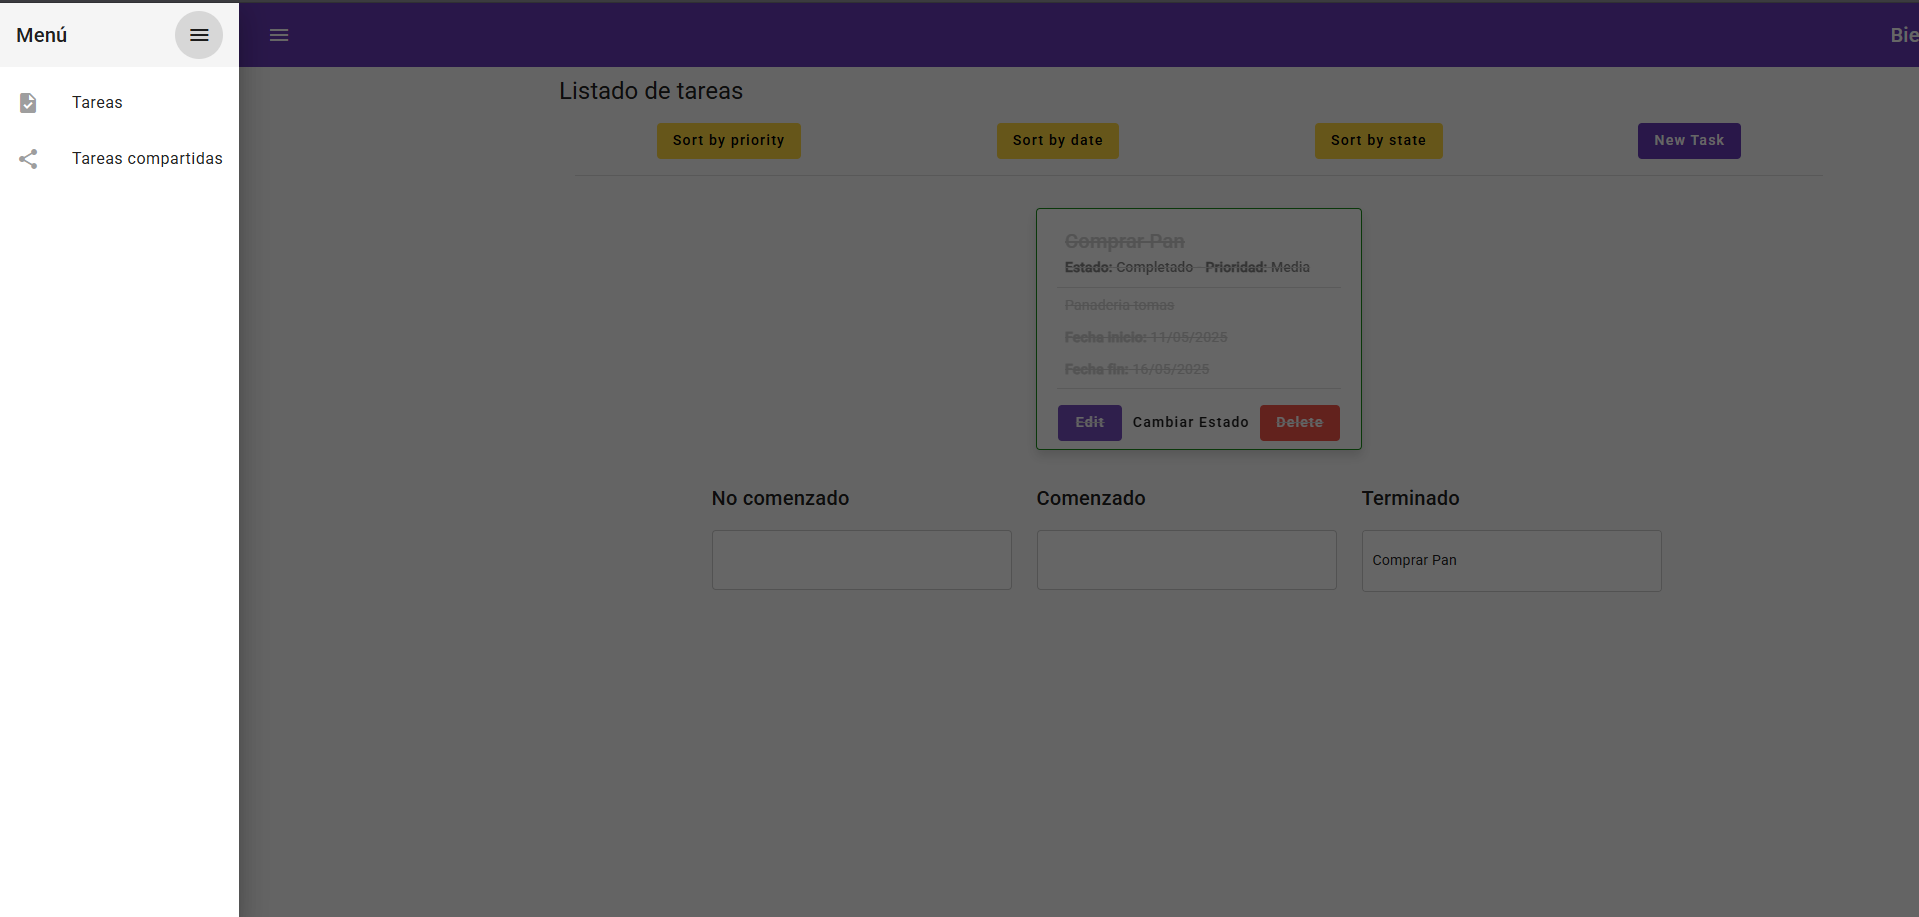 Menú
Bie
Tareas
Tareas compartidas
Listado de tareas
Sort by priority
Sort by date
Sort by state
New Task
Comprar Pan
Estado: Completado - Prioridad: Media
Panaderia tomas
Fecha inicio: 11/05/2025
Fecha fin: 16/05/2025
Edit
Cambiar Estado
Delete
No comenzado
Comenzado
Terminado
Comprar Pan